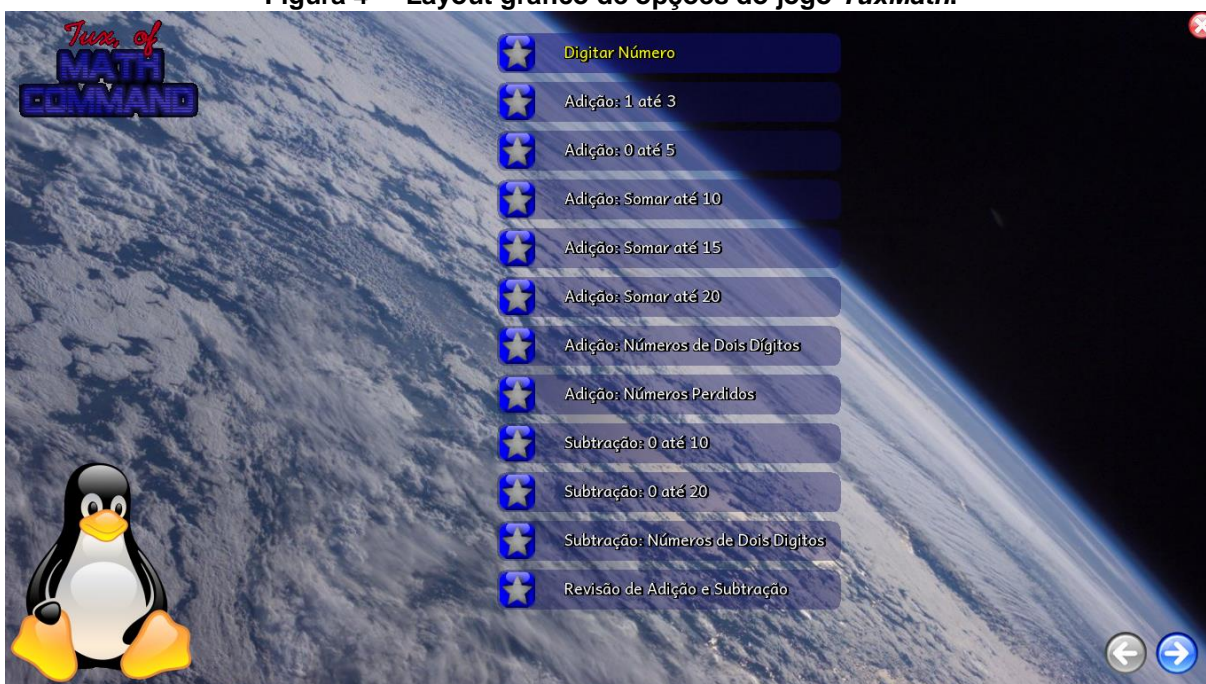 Figura 4 – Layout gráfico de opções do jogo TuxMath.
Tux, of
MATH
COMMAND
Digitar Número
Adição: 1 até 3
Adição: 0 até 5
Adição: Somar até 10
Adição: Somar até 15
Adição: Somar até 20
Adição: Números de Dois Dígitos
Adição: Números Perdidos
Subtração: 0 até 10
Subtração: 0 até 20
Subtração: Números de Dois Digitos
Revisão de Adição e Subtração